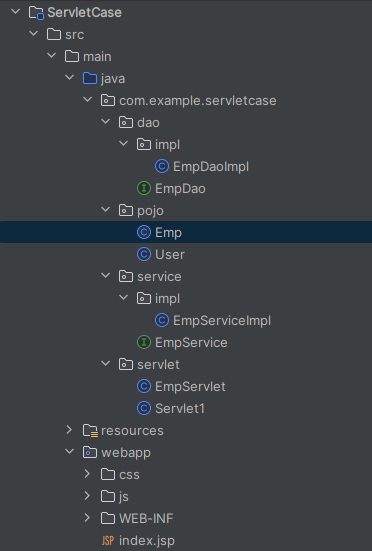 ServletCase
src
main
java
com.example.servletcase
dao
impl
C EmpDaoImpl
I EmpDao
pojo
C Emp
C User
service
impl
C EmpServiceImpl
I EmpService
servlet
C EmpServlet
C Servlet1
resources
webapp
css
js
WEB-INF
JSP index.jsp